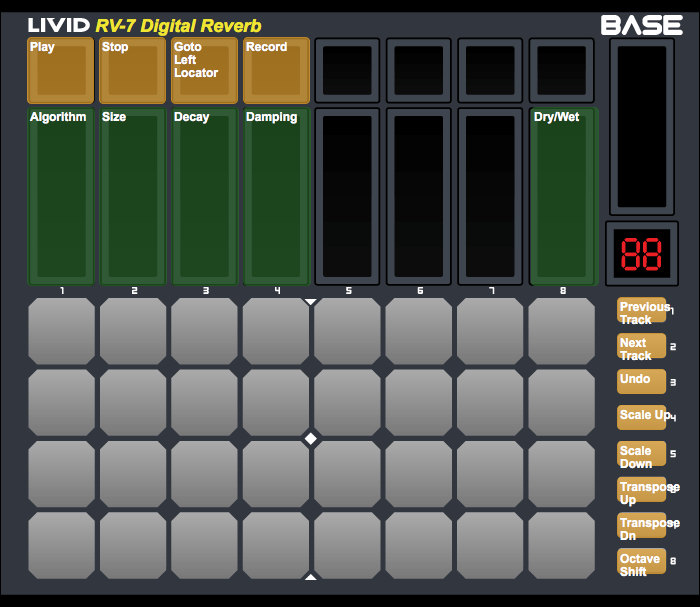 LIVID RV-7 Digital Reverb
BASE
Play
Stop
Goto
Left
Locator
Record
Algorithm
Size
Decay
Damping
Dry/Wet
88
1 2 3 4 5 6 7 8
Previous
Track
1
Next
Track
2
Undo
3
Scale Up
4
Scale
Down
5
Transpose
Up
6
Transpose
Dn
Octave
Shift
8